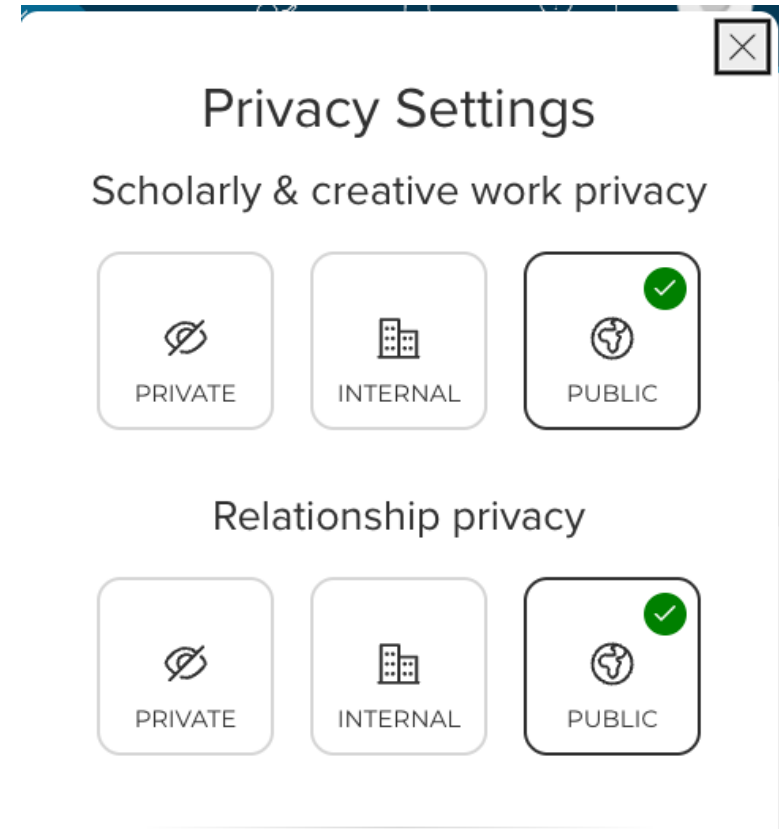 Privacy Settings
Scholarly & creative work privacy
PRIVATE INTERNAL PUBLIC
Relationship privacy
PRIVATE INTERNAL PUBLIC